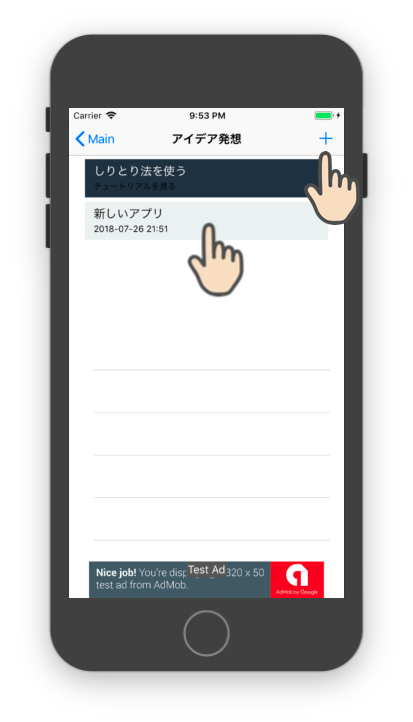 Carrier
9:53 PM
Main
アイデア発想
+
しりとり法を使う
チュートリアルを見る
新しいアプリ
2018-07-26 21:51
Nice job! You're disp Test Ad 320 x 50
test ad from AdMob.
AdMob by Google